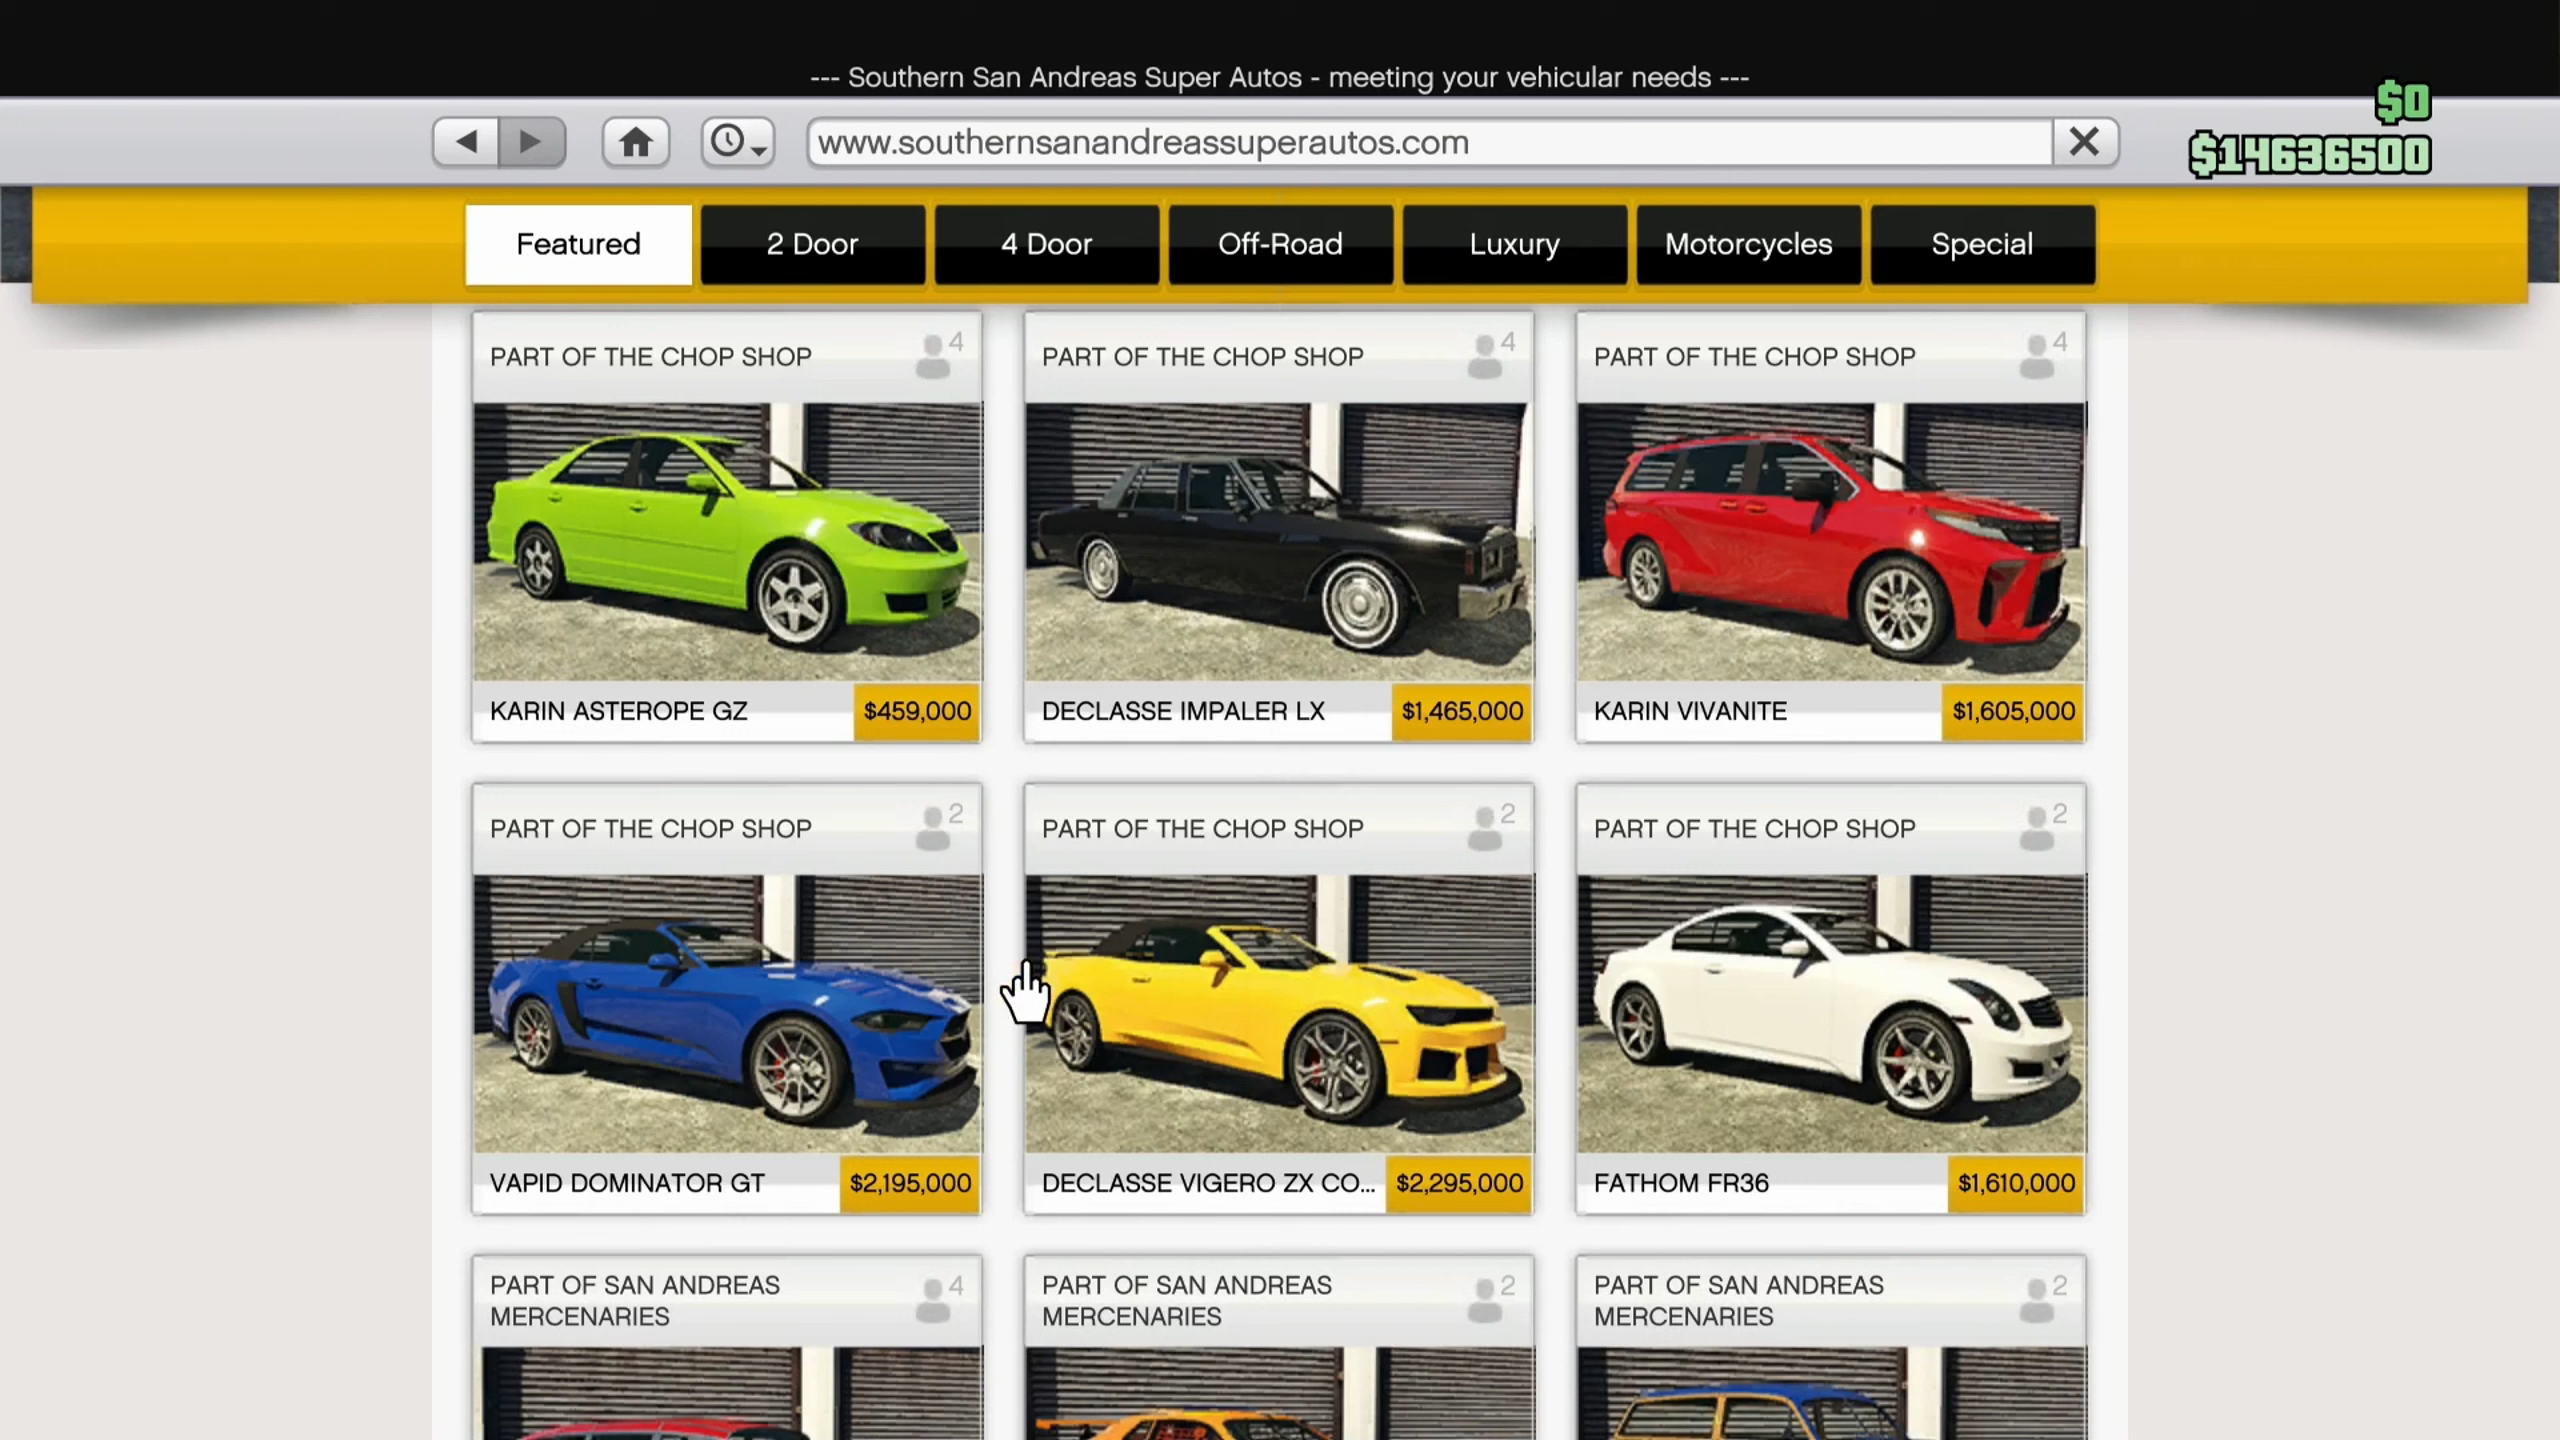 --- Southern San Andreas Super Autos - meeting your vehicular needs ---
www.southernsanandreassuperautos.com
$0
$14636500
Featured
2 Door
4 Door
Off-Road
Luxury
Motorcycles
Special
PART OF THE CHOP SHOP
4
PART OF THE CHOP SHOP
4
PART OF THE CHOP SHOP
4
KARIN ASTEROPE GZ
$459,000
DECLASSE IMPALER LX
$1,465,000
KARIN VIVANITE
$1,605,000
PART OF THE CHOP SHOP
2
PART OF THE CHOP SHOP
2
PART OF THE CHOP SHOP
2
VAPID DOMINATOR GT
$2,195,000
DECLASSE VIGERO ZX CO...
$2,295,000
FATHOM FR36
$1,610,000
PART OF SAN ANDREAS
MERCENARIES
4
PART OF SAN ANDREAS
MERCENARIES
2
PART OF SAN ANDREAS
MERCENARIES
2